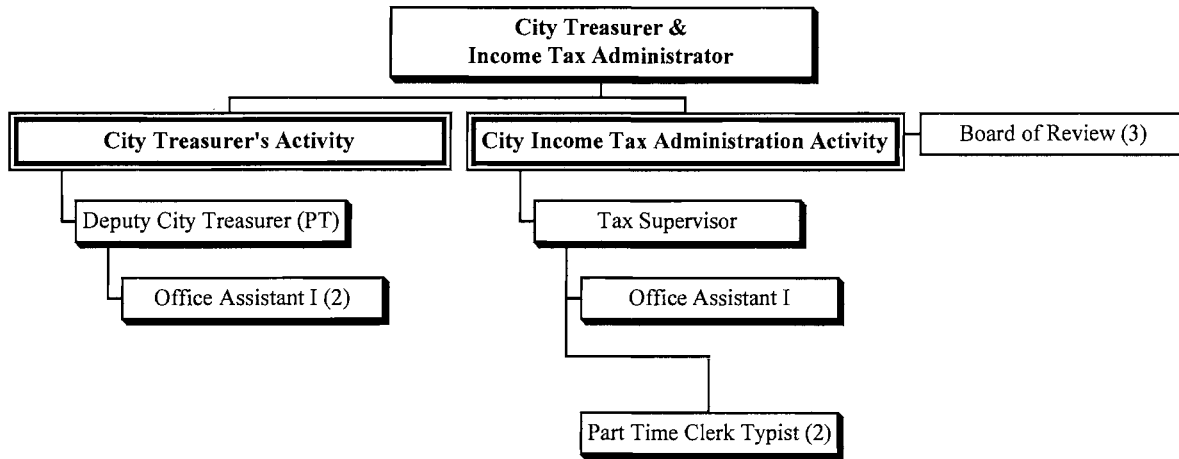 City Treasurer &
Income Tax Administrator
City Treasurer's Activity
City Income Tax Administration Activity
Board of Review (3)
Deputy City Treasurer (PT)
Tax Supervisor
Office Assistant I (2)
Office Assistant I
Part Time Clerk Typist (2)